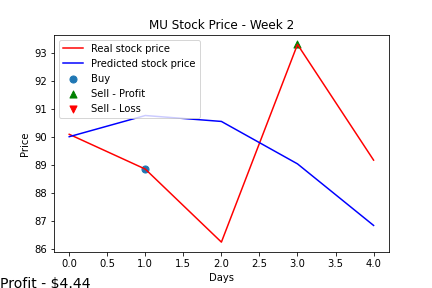 MU Stock Price - Week 2
Real stock price
Predicted stock price
Buy
Sell - Profit
Sell - Loss
93
92
91
90
89
88
87
86
Price
0.0 0.5 1.0 1.5 2.0 2.5 3.0 3.5 4.0
Days
Profit - $4.44